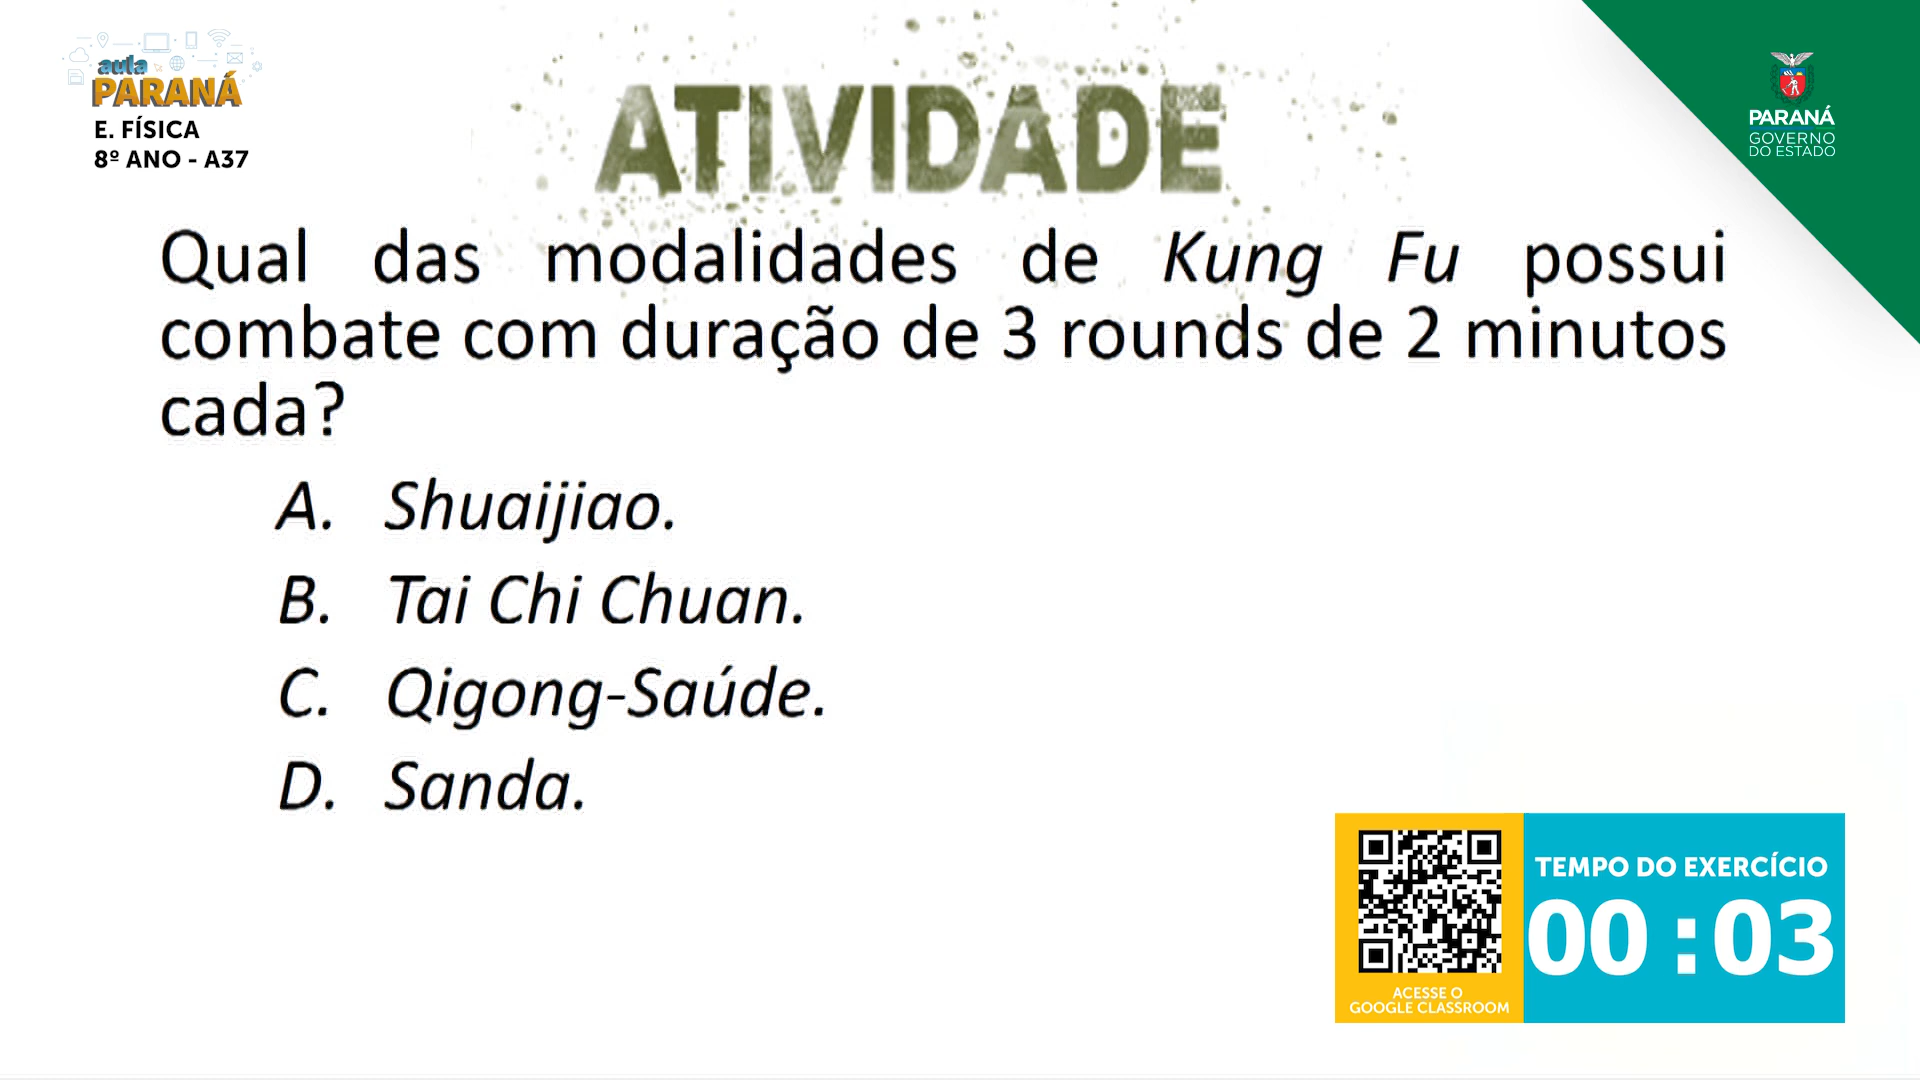 aula
PARANÁ
E. FÍSICA
8º ANO - A37
ATIVIDADE
PARANÁ
GOVERNO
DO ESTADO
Qual das modalidades de Kung Fu possui
combate com duração de 3 rounds de 2 minutos
cada?
A. Shuaijiao.
B. Tai Chi Chuan.
C. Qigong-Saúde.
D. Sanda.
TEMPO DO EXERCÍCIO
00:03
ACESSE O
GOOGLE CLASSROOM